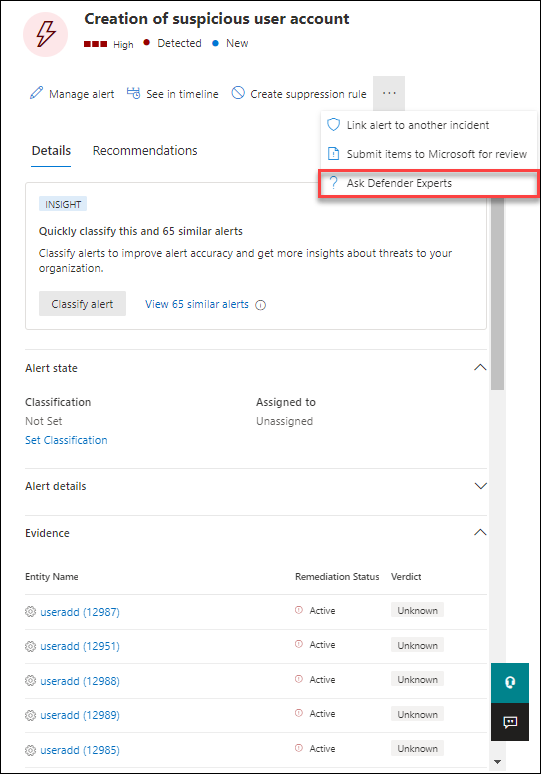 Creation of suspicious user account
High Detected New
Manage alert See in timeline Create suppression rule ...
Link alert to another incident
Submit items to Microsoft for review
? Ask Defender Experts
Details Recommendations
INSIGHT
Quickly classify this and 65 similar alerts
Classify alerts to improve alert accuracy and get more insights about threats to your
organization.
Classify alert View 65 similar alerts
Alert state
Classification Assigned to
Not Set Unassigned
Set Classification
Alert details
Evidence
Entity Name Remediation Status Verdict
useradd (12987) Active Unknown
useradd (12951) Active Unknown
useradd (12988) Active Unknown
useradd (12989) Active Unknown
useradd (12985) Active Unknown